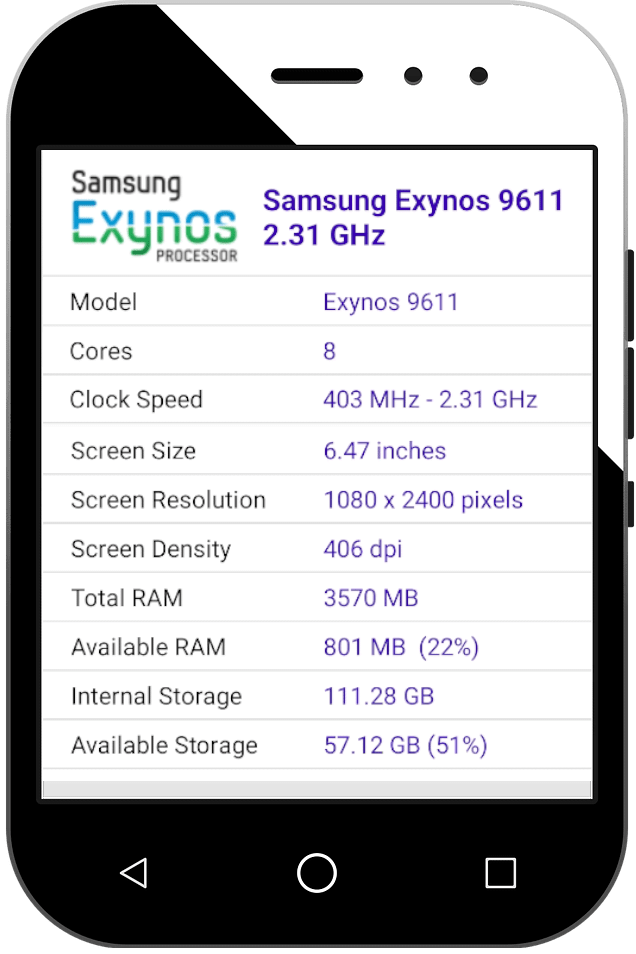 Samsung
Exynos
PROCESSOR
Samsung Exynos 9611
2.31 GHz
Model Exynos 9611
Cores 8
Clock Speed 403 MHz - 2.31 GHz
Screen Size 6.47 inches
Screen Resolution 1080 x 2400 pixels
Screen Density 406 dpi
Total RAM 3570 MB
Available RAM 801 MB (22%)
Internal Storage 111.28 GB
Available Storage 57.12 GB (51%)